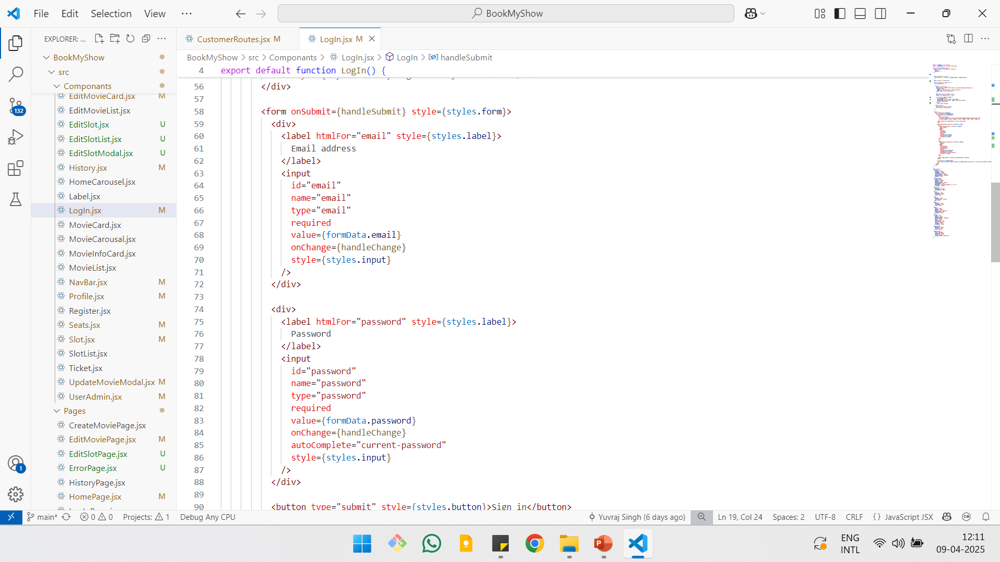 File Edit Selection View ···
BookMyShow
EXPLORER: ...
BookMyShow
src
Componants
EditMovieCard.jsx M
EditMovieList.jsx
EditSlot.jsx U
EditSlotList.jsx U
EditSlotModal.jsx U
History.jsx M
HomeCarousel.jsx
Label.jsx
LogIn.jsx M
MovieCard.jsx
MovieCarousal.jsx
MovieInfoCard.jsx
MovieList.jsx
NavBar.jsx M
Profile.jsx M
Register.jsx
Seats.jsx M
Slot.jsx M
SlotList.jsx
Ticket.jsx
UpdateMovieModal.jsx M
UserAdmin.jsx M
Pages
CreateMoviePage.jsx
EditMoviePage.jsx M
EditSlotPage.jsx U
ErrorPage.jsx U
HistoryPage.jsx
HomePage.jsx M
132
1
CustomerRoutes.jsx M
LogIn.jsx M
BookMyShow > src > Componants > LogIn.jsx > LogIn > handleSubmit
4 export default function LogIn() {
56 </div>
57
58 <form onSubmit={handleSubmit} style={styles.form}>
59 <div>
60 <label htmlFor="email" style={styles.label}>
61 Email address
62 </label>
63 <input
64 id="email"
65 name="email"
66 type="email"
67 required
68 value={formData.email}
69 onChange={handleChange}
70 style={styles.input}
71 />
72 </div>
73
74 <div>
75 <label htmlFor="password" style={styles.label}>
76 Password
77 </label>
78 <input
79 id="password"
80 name="password"
81 type="password"
82 required
83 value={formData.password}
84 onChange={handleChange}
85 autoComplete="current-password"
86 style={styles.input}
87 />
88 </div>
89
90 <button type="submit" style={styles.button}>Sign in</button>
main* 0 0 Projects: 1 Debug Any CPU
Yuvraj Singh (6 days ago) Ln 19, Col 24 Spaces: 2 UTF-8 CRLF {} JavaScript JSX
ENG
INTL
12:11
09-04-2025